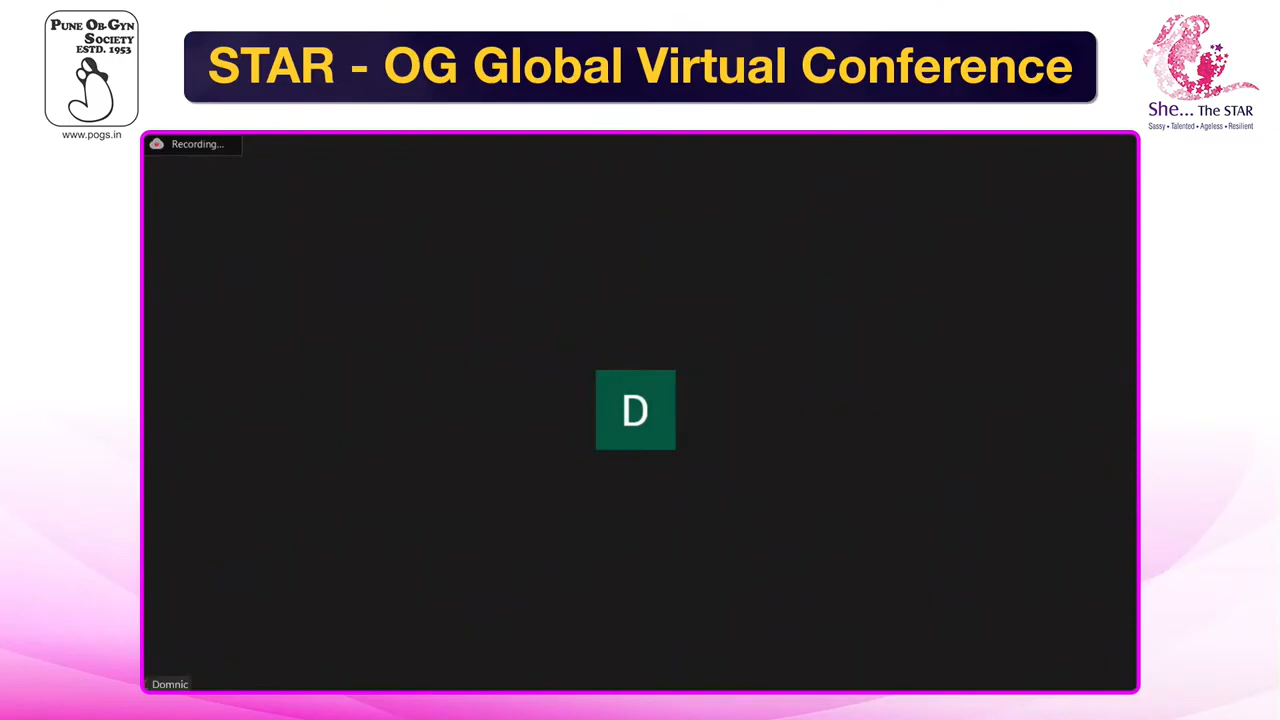 PUNE OB-GYN
SOCIETY
ESTD. 1953
www.pogs.in
STAR - OG Global Virtual Conference
She... THE STAR
Sassy • Talented • Ageless • Resilient
Recording...
D
Domnic